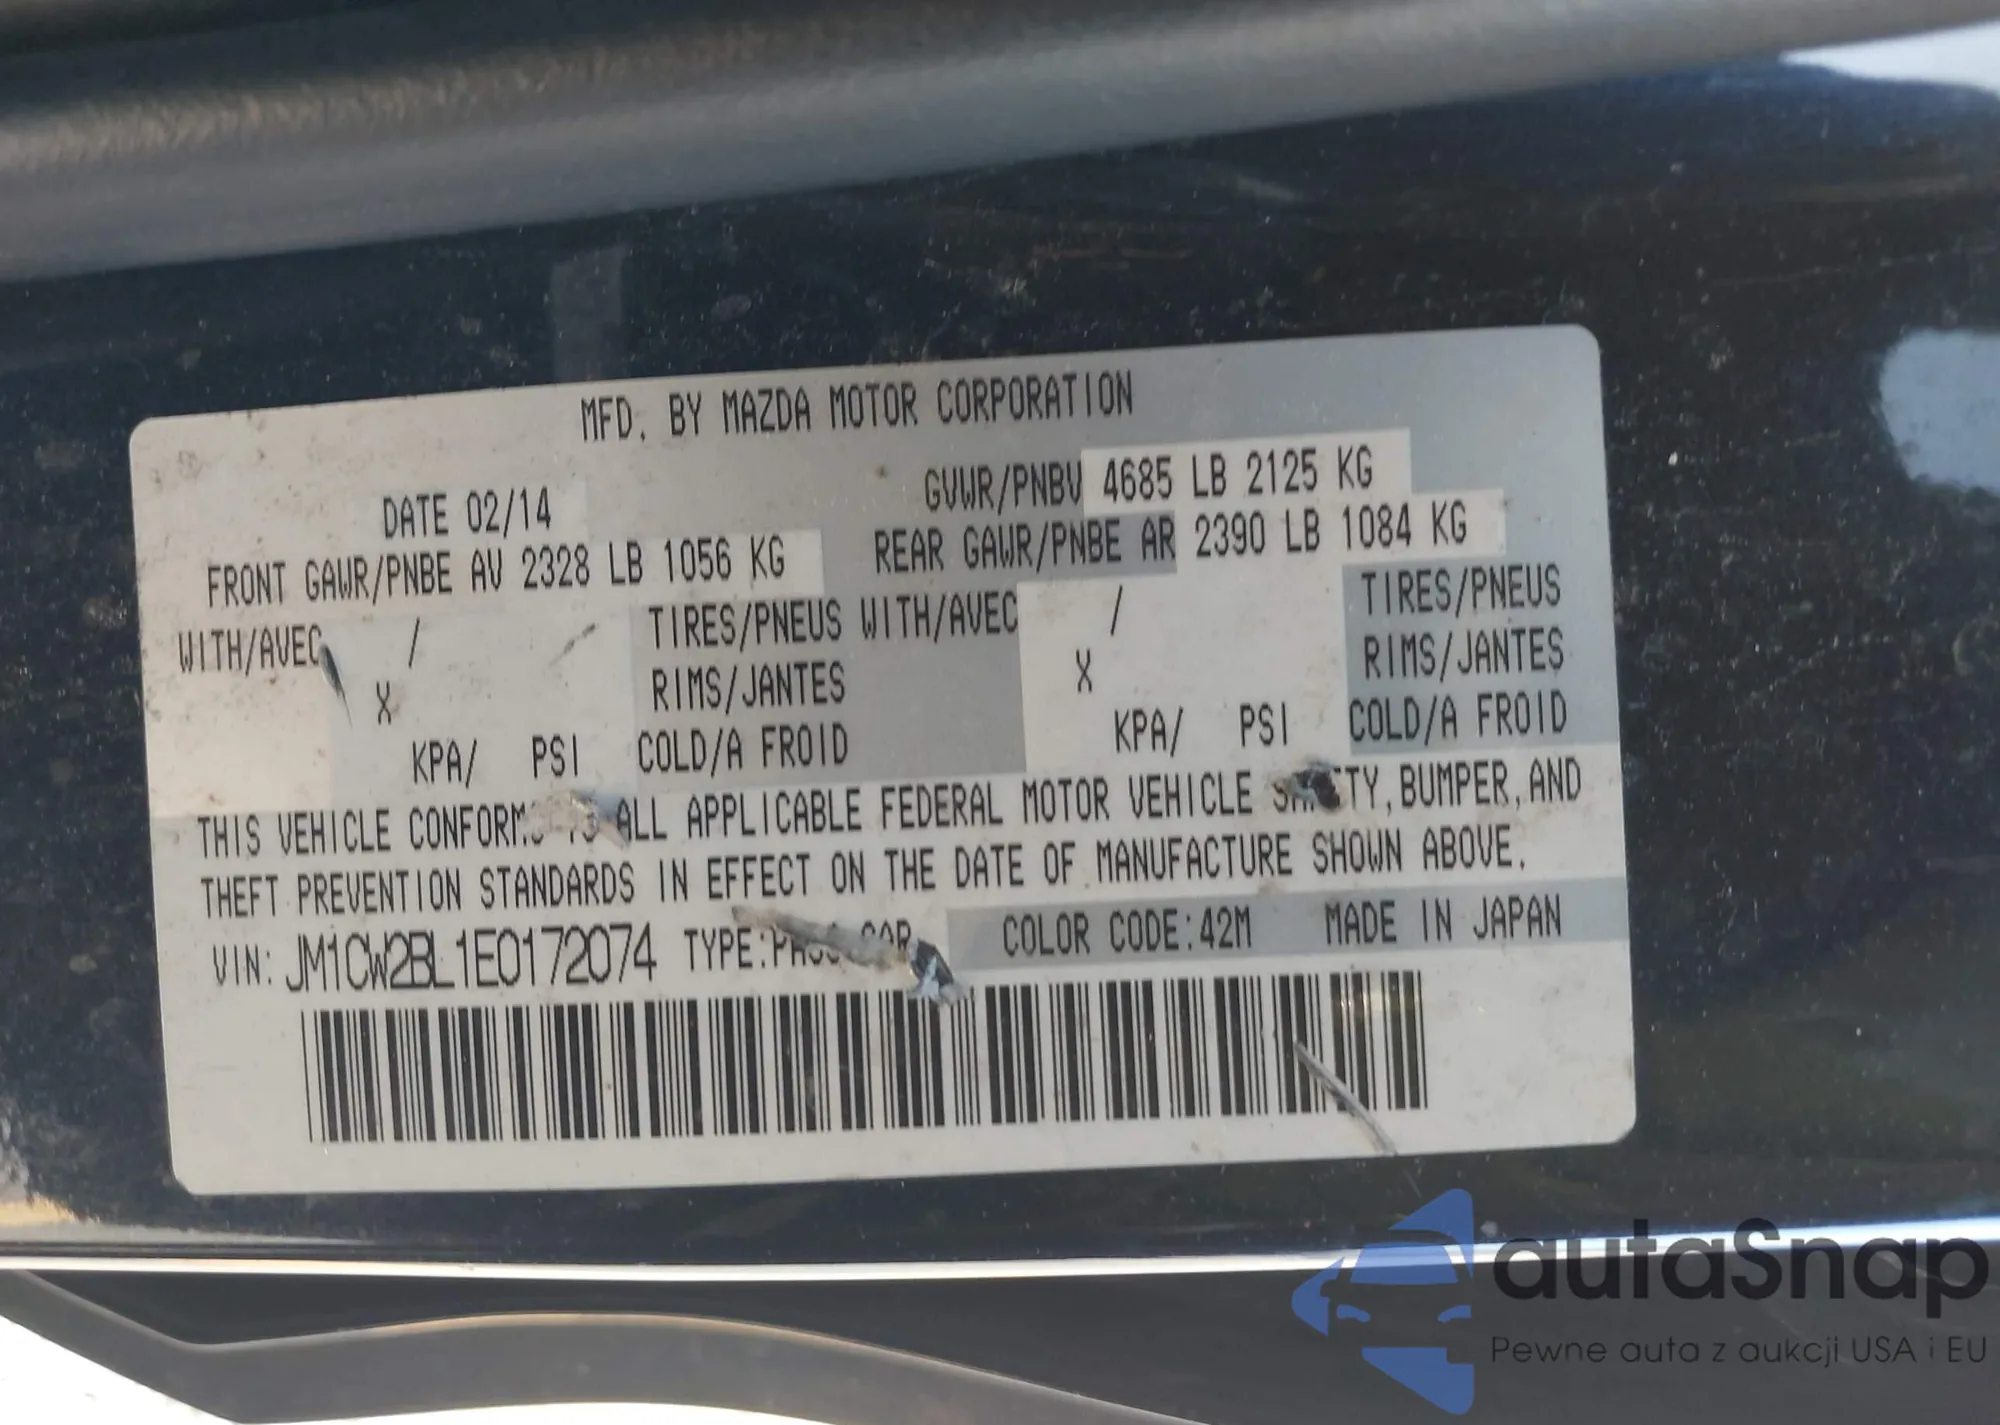 MFD. BY MAZDA MOTOR CORPORATION
DATE 02/14 GVWR/PNBV 4685 LB 2125 KG
FRONT GAWR/PNBE AV 2328 LB 1056 KG REAR GAWR/PNBE AR 2390 LB 1084 KG
WITH/AVEC / TIRES/PNEUS WITH/AVEC / TIRES/PNEUS
X RIMS/JANTES X RIMS/JANTES
KPA/ PSI COLD/A FROID KPA/ PSI COLD/A FROID
THIS VEHICLE CONFORMS TO ALL APPLICABLE FEDERAL MOTOR VEHICLE SAFETY, BUMPER, AND
THEFT PREVENTION STANDARDS IN EFFECT ON THE DATE OF MANUFACTURE SHOWN ABOVE.
VIN: JM1CW2BL1E0172074 TYPE: PASS CAR COLOR CODE:42M MADE IN JAPAN
autaSnap
Pewne auta z aukcji USA i EU